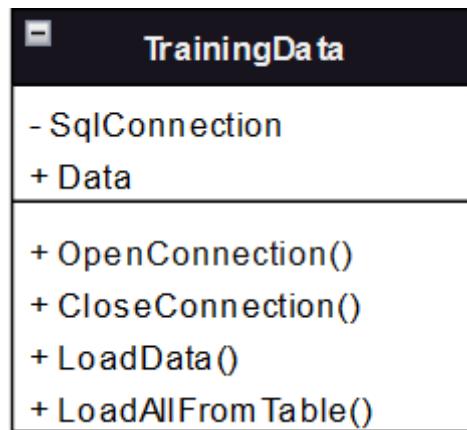 TrainingData
- SqlConnection
+ Data
+ OpenConnection()
+ CloseConnection()
+ LoadData()
+ LoadAllFromTable()